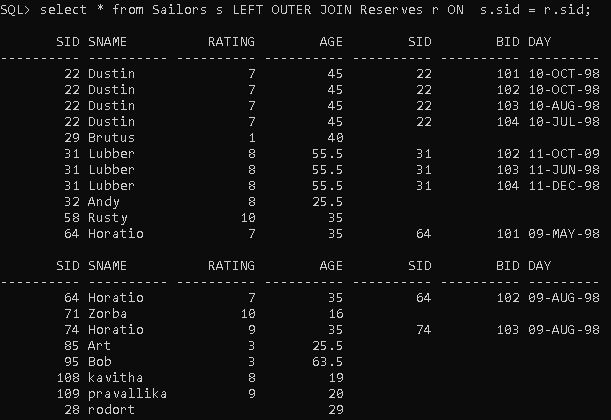 SQL> select * from Sailors s LEFT OUTER JOIN Reserves r ON  s.sid = r.sid;
SID SNAME RATING AGE SID BID DAY
---------- ---------- ---------- ---------- ---------- ---------- ---------
22 Dustin 7 45 22 101 10-OCT-98
22 Dustin 7 45 22 102 10-OCT-98
22 Dustin 7 45 22 103 10-AUG-98
22 Dustin 7 45 22 104 10-JUL-98
29 Brutus 1 40
31 Lubber 8 55.5 31 102 11-OCT-09
31 Lubber 8 55.5 31 103 11-JUN-98
31 Lubber 8 55.5 31 104 11-DEC-98
32 Andy 8 25.5
58 Rusty 10 35
64 Horatio 7 35 64 101 09-MAY-98
SID SNAME RATING AGE SID BID DAY
---------- ---------- ---------- ---------- ---------- ---------- ---------
64 Horatio 7 35 64 102 09-AUG-98
71 Zorba 10 16
74 Horatio 9 35 74 103 09-AUG-98
85 Art 3 25.5
95 Bob 3 63.5
108 kavitha 8 19
109 pravallika 9 20
28 rodort 29